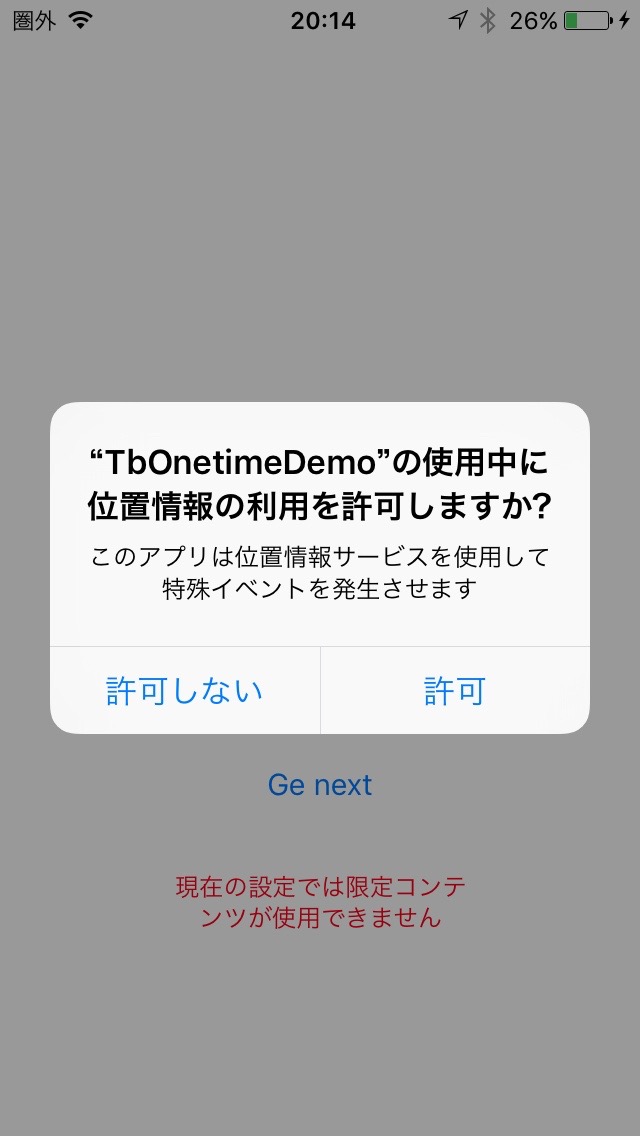 圏外 20:14 26%
“TbOnetimeDemo”の使用中に
位置情報の利用を許可しますか?
このアプリは位置情報サービスを使用して
特殊イベントを発生させます
許可しない 許可
Ge next
現在の設定では限定コンテ
ンツが使用できません